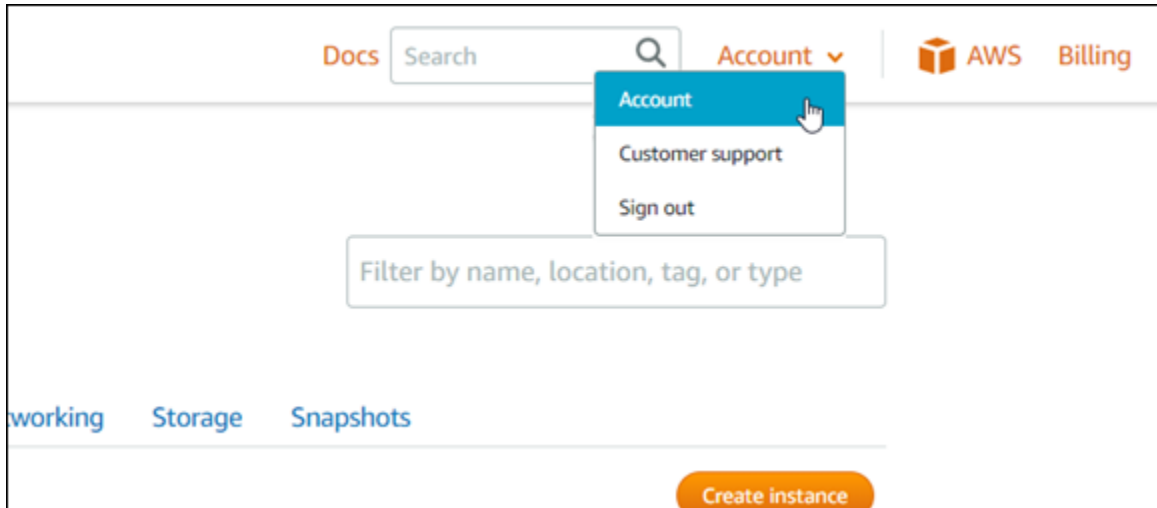 Docs Search Account AWS Billing
Account
Customer support
Sign out
Filter by name, location, tag, or type
Storage Snapshots
Create instance